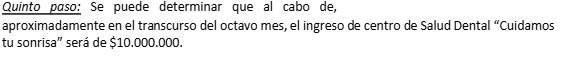 Quinto paso: Se puede determinar que al cabo de,
aproximadamente en el transcurso del octavo mes, el ingreso de centro de Salud Dental “Cuidamos
tu sonrisa” será de $10.000.000.